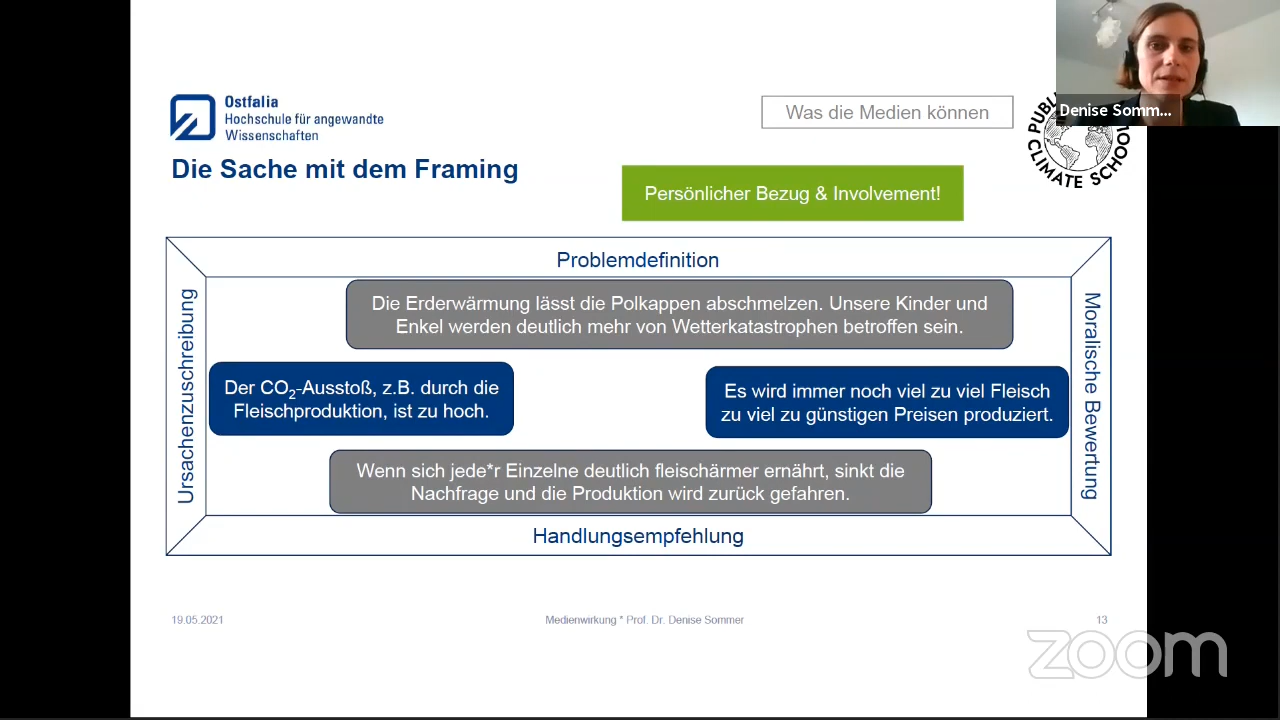 Ostfalia
Hochschule für angewandte
Wissenschaften
Was die Medien können
Denise Somm...
PUBLI
CLIMATE SCHOOL
Die Sache mit dem Framing
Persönlicher Bezug & Involvement!
Problemdefinition
Die Erderwärmung lässt die Polkappen abschmelzen. Unsere Kinder und
Enkel werden deutlich mehr von Wetterkatastrophen betroffen sein.
Ursachenzuschreibung
Der CO₂-Ausstoß, z.B. durch die
Fleischproduktion, ist zu hoch.
Es wird immer noch viel zu viel Fleisch
zu viel zu günstigen Preisen produziert.
Moralische Bewertung
Wenn sich jede*r Einzelne deutlich fleischärmer ernährt, sinkt die
Nachfrage und die Produktion wird zurück gefahren.
Handlungsempfehlung
19.05.2021
Medienwirkung * Prof. Dr. Denise Sommer
13
zoom